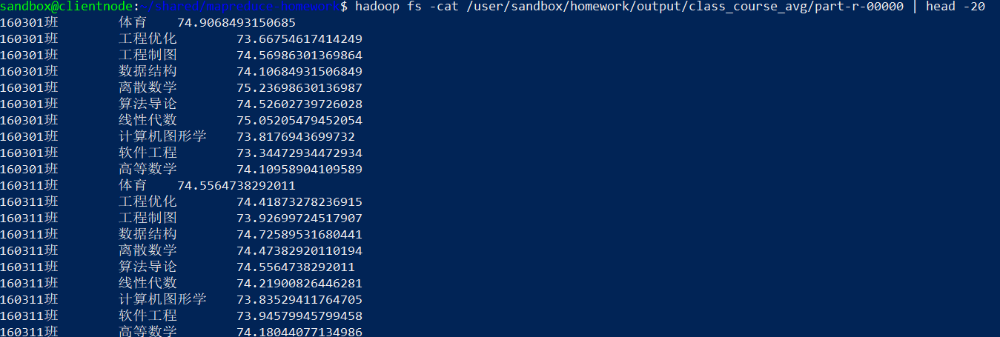 sandbox@clientnode:~/shared/mapreduce_homework$ hadoop fs -cat /user/sandbox/homework/output/class_course_avg/part-r-00000 | head -20
160301班 体育 74.9068493150685
160301班 工程优化 73.66754617414249
160301班 工程制图 74.56986301369864
160301班 数据结构 74.10684931506849
160301班 离散数学 75.23698630136987
160301班 算法导论 74.52602739726028
160301班 线性代数 75.05205479452054
160301班 计算机图形学 73.8176943699732
160301班 软件工程 73.34472934472934
160301班 高等数学 74.10958904109589
160311班 体育 74.5564738292011
160311班 工程优化 74.41873278236915
160311班 工程制图 73.92699724517907
160311班 数据结构 74.72589531680441
160311班 离散数学 74.47382920110194
160311班 算法导论 74.5564738292011
160311班 线性代数 74.21900826446281
160311班 计算机图形学 73.83529411764705
160311班 软件工程 73.94579945799458
160311班 高等数学 74.18044077134986